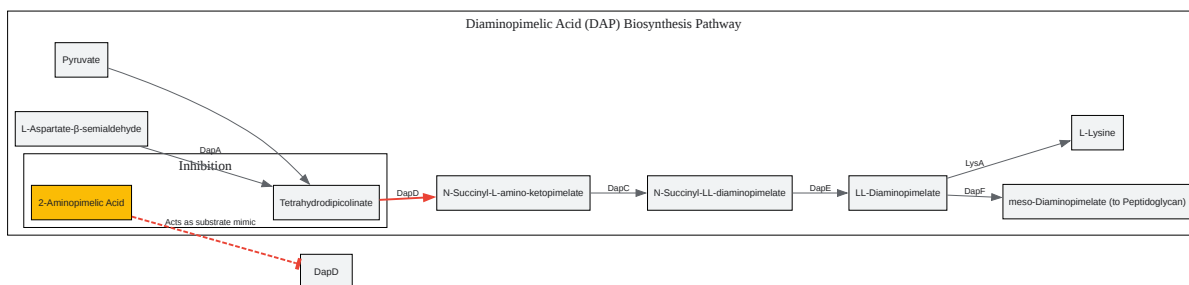 Diaminopimelic Acid (DAP) Biosynthesis Pathway
Pyruvate
L-Aspartate-β-semialdehyde
DapA
Inhibition
2-Aminopimelic Acid
Acts as substrate mimic
Tetrahydrodipicolinate
DapD
N-Succinyl-L-amino-ketopimelate
DapC
N-Succinyl-LL-diaminopimelate
DapE
LL-Diaminopimelate
LysA
L-Lysine
DapF
meso-Diaminopimelate (to Peptidoglycan)
DapD